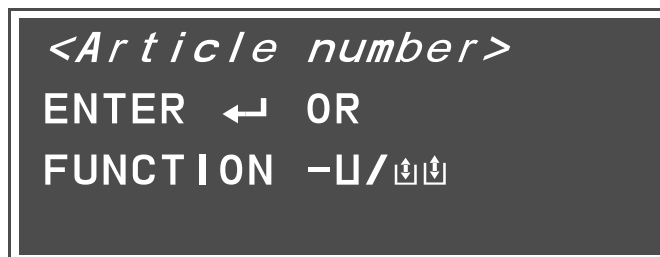 <Article number>
ENTER ↵ OR
FUNCTION -⊔/